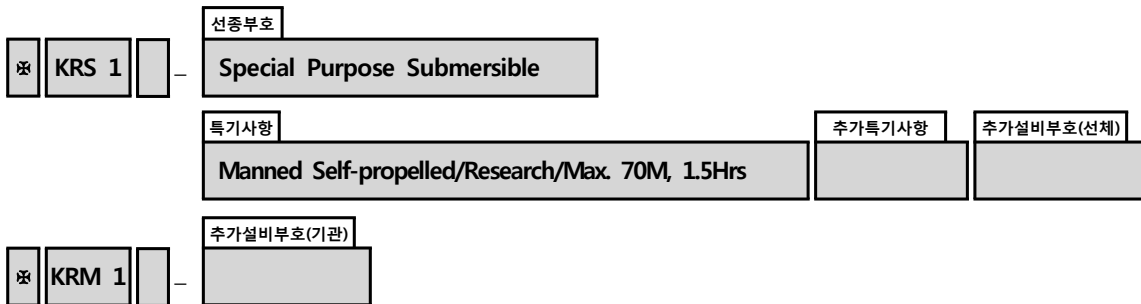 선종부호
✠ KRS 1 – Special Purpose Submersible
특기사항 추가특기사항 추가설비부호(선체)
Manned Self-propelled/Research/Max. 70M, 1.5Hrs
추가설비부호(기관)
✠ KRM 1 –